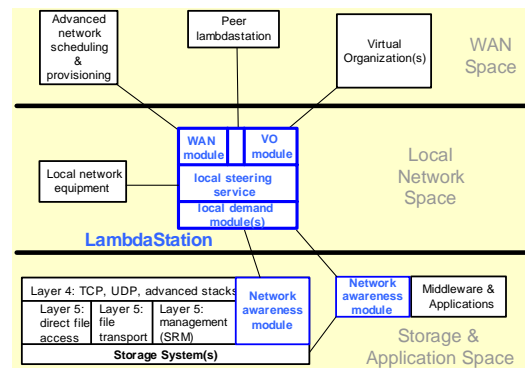 Advanced
network
scheduling
&
provisioning
Peer
lambdastation
Virtual
Organization(s)
WAN
Space
WAN
module
VO
module
Local network
equipment
local steering
service
local demand
module(s)
LambdaStation
Local
Network
Space
Layer 4: TCP, UDP, advanced stacks
Layer 5:
direct file
access
Layer 5:
file
transport
Layer 5:
management
(SRM)
Network
awareness
module
Storage System(s)
Network
awareness
module
Middleware &
Applications
Storage &
Application Space